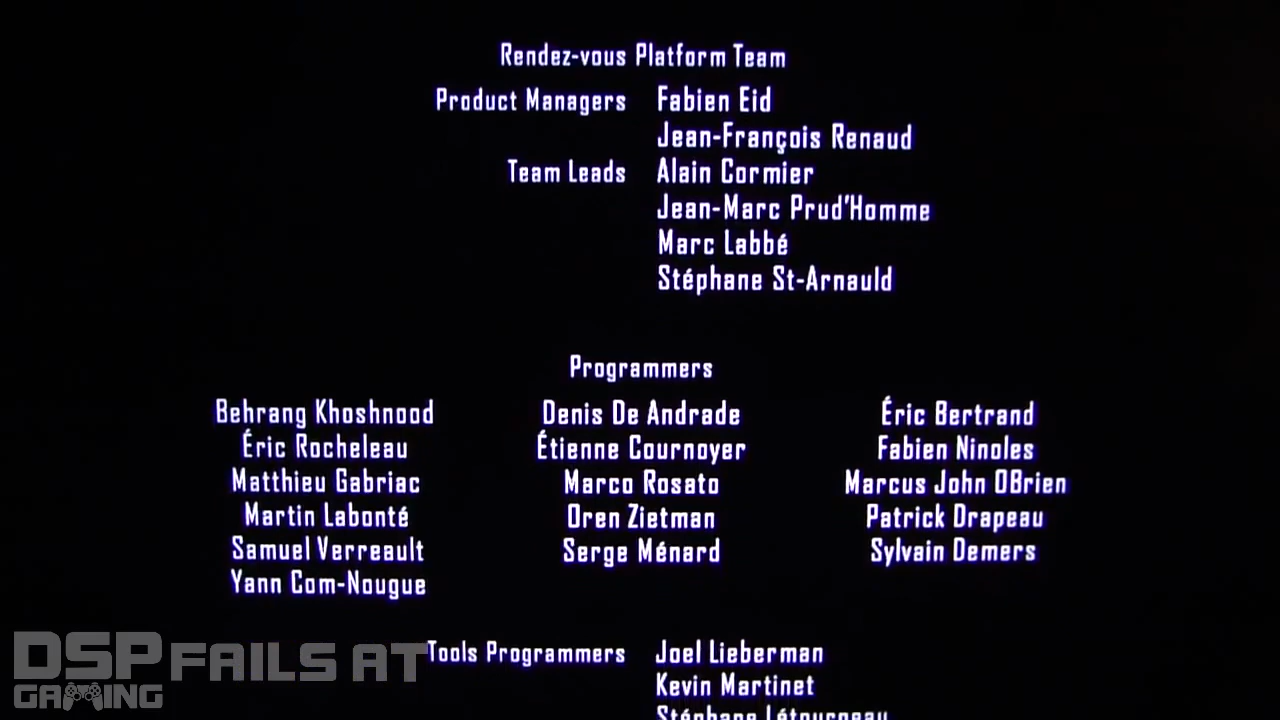 Rendez-vous Platform Team
Product Managers Fabien Eid
Jean-François Renaud
Team Leads Alain Cormier
Jean-Marc Prud'Homme
Marc Labbé
Stéphane St-Arnauld
Programmers
Behrang Khoshnood Denis De Andrade Éric Bertrand
Éric Rocheleau Étienne Cournoyer Fabien Ninoles
Matthieu Gabriac Marco Rosato Marcus John OBrien
Martin Labonté Oren Zietman Patrick Drapeau
Samuel Verreault Serge Ménard Sylvain Demers
Yann Com-Nougue
Tools Programmers Joel Lieberman
Kevin Martinet
Stéphane Létourneau
DSP FAILS AT
GAMING